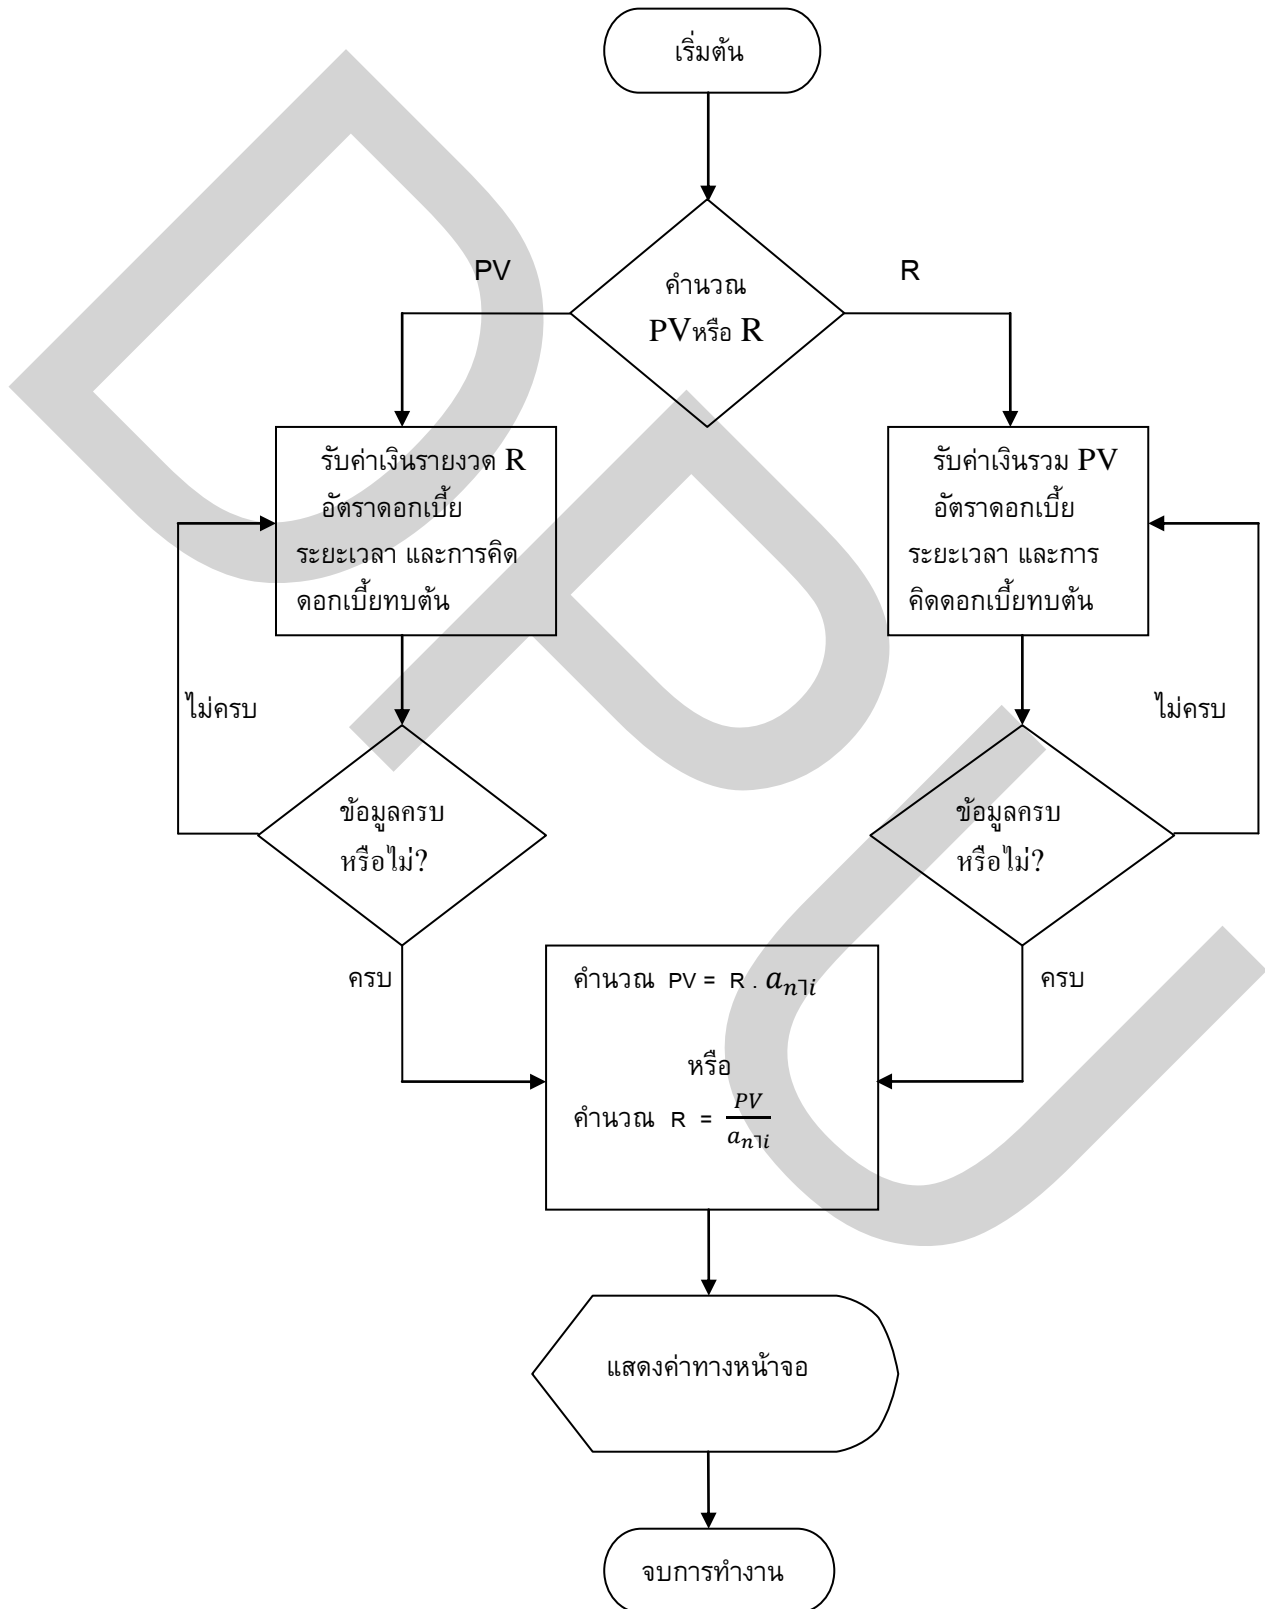 เริ่มต้น
PV
R
คำนวณ
PVหรือ R
รับค่าเงินรายงวด R
อัตราดอกเบี้ย
ระยะเวลา และการคิด
ดอกเบี้ยทบต้น
รับค่าเงินรวม PV
อัตราดอกเบี้ย
ระยะเวลา และการ
คิดดอกเบี้ยทบต้น
ไม่ครบ
ไม่ครบ
ข้อมูลครบ
หรือไม่?
ข้อมูลครบ
หรือไม่?
ครบ
ครบ
คำนวณ PV = R . a_{n⅂i}
หรือ
คำนวณ R = \frac{PV}{a_{n⅂i}}
แสดงค่าทางหน้าจอ
จบการทำงาน
DPU